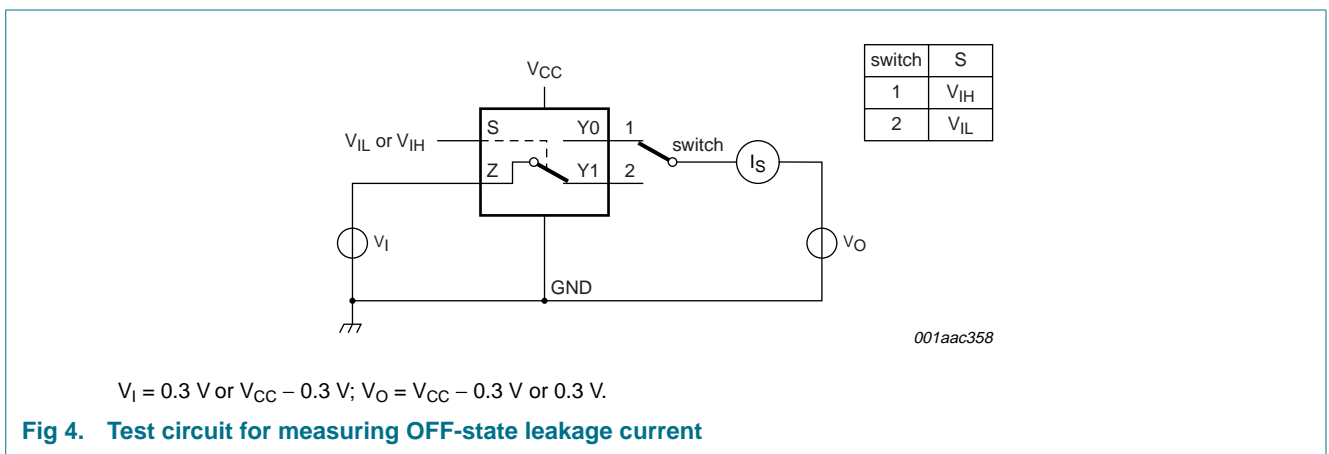 switch S
1 VIH
2 VIL
VCC
VIL or VIH
S
Y0
1
switch
IS
Z
Y1
2
VI
VO
GND
001aac358
VI = 0.3 V or VCC − 0.3 V; VO = VCC − 0.3 V or 0.3 V.
Fig 4. Test circuit for measuring OFF-state leakage current